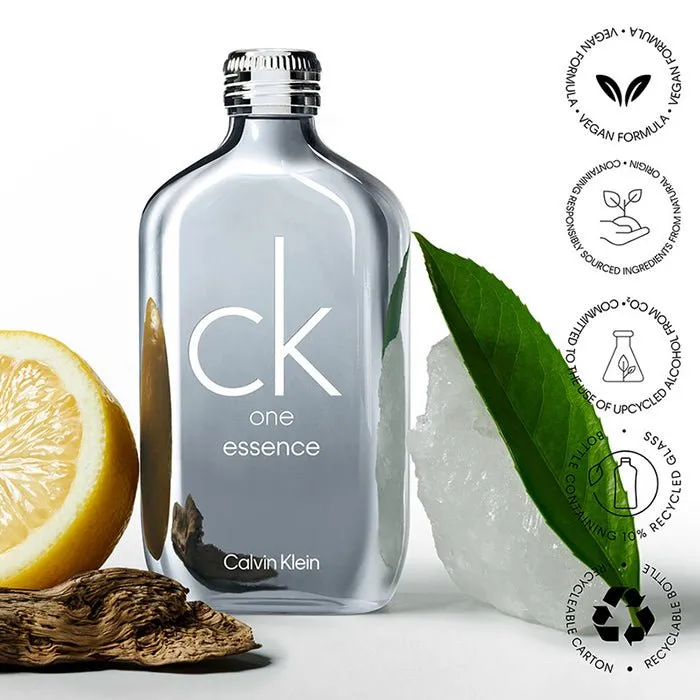 ck
one
essence
Calvin Klein
VEGAN FORMULA • VEGAN FORMULA • VEGAN FORMULA •
CONTAINING RESPONSIBLY SOURCED INGREDIENTS FROM NATURAL ORIGIN •
COMMITTED TO THE USE OF UPCYCLED ALCOHOL FROM CO₂ •
BOTTLE CONTAINING 10% RECYCLED GLASS •
RECYCLEABLE CARTON • RECYCLABLE BOTTLE •